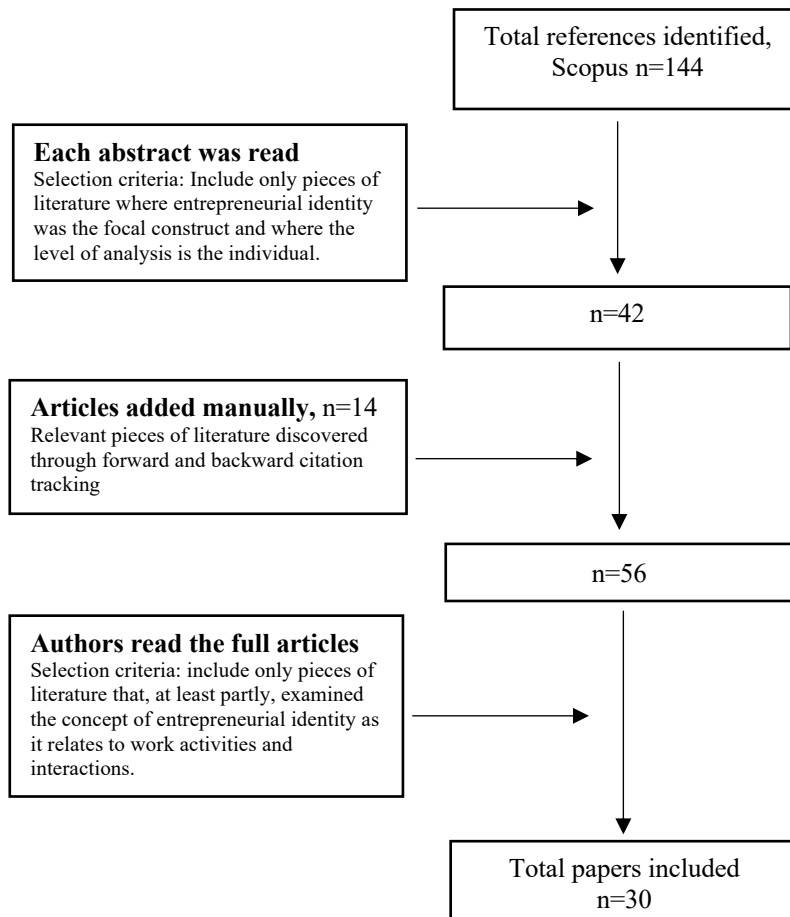 Total references identified,
Scopus n=144
Each abstract was read
Selection criteria: Include only pieces of
literature where entrepreneurial identity
was the focal construct and where the
level of analysis is the individual.
n=42
Articles added manually, n=14
Relevant pieces of literature discovered
through forward and backward citation
tracking
n=56
Authors read the full articles
Selection criteria: include only pieces of
literature that, at least partly, examined
the concept of entrepreneurial identity as
it relates to work activities and
interactions.
Total papers included
n=30